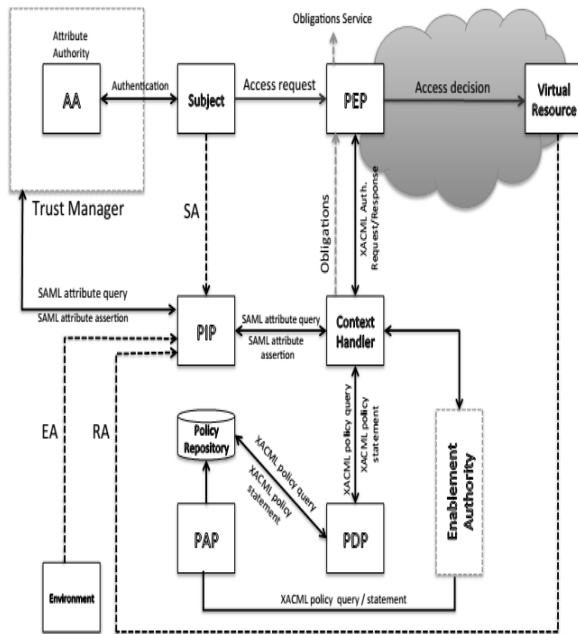 Obligations Service
Attribute
Authority
AA
Authentication
Subject
Access request
PEP
Access decision
Virtual
Resource
Trust Manager
SA
Obligations
XACML Auth.
Request/Response
SAML attribute query
SAML attribute assertion
PIP
SAML attribute query
SAML attribute
assertion
Context
Handler
EA
RA
Policy
Repository
XACML policy query
XACML policy
statement
XACML policy query
XACML policy
statement
Enablement
Authority
PAP
PDP
Environment
XACML policy query / statement